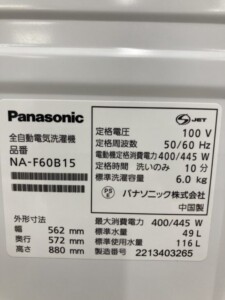 S JET
Panasonic
全自動電気洗濯機
品番
NA-F60B15
外形寸法
幅 562 mm
奥行 572 mm
高さ 880 mm
定格電圧 100 V
定格周波数 50/60 Hz
電動機定格消費電力 400/445 W
定格時間 洗いのみ 10 分
標準洗濯容量 6.0 kg
パナソニック株式会社
中国製
最大消費電力 400/445 W
標準水量 49 L
標準使用水量 116 L
製造番号 2213403265